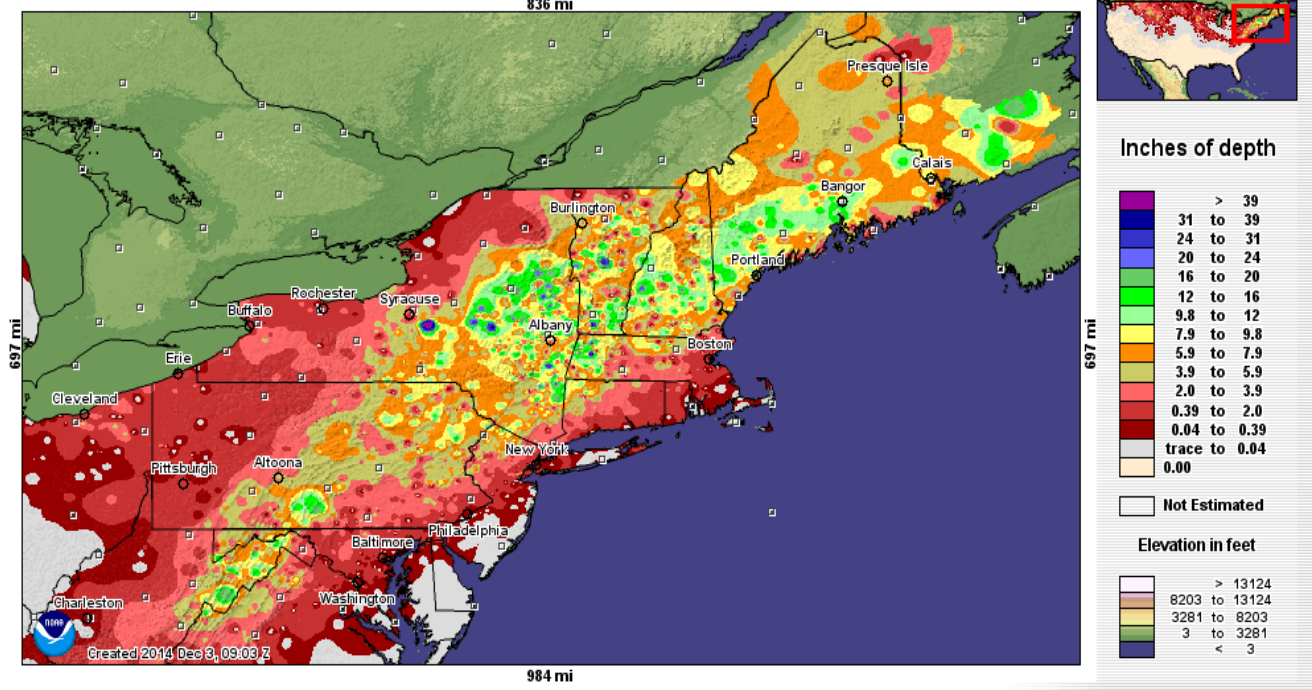 836 mi
697 mi
697 mi
984 mi
Presque Isle
Calais
Bangor
Burlington
Portland
Rochester
Syracuse
Buffalo
Albany
Boston
Erie
Cleveland
New York
Pittsburgh
Altoona
Philadelphia
Baltimore
Washington
Charleston
NOAA
Created 2014 Dec 3, 09:03 Z
Inches of depth
> 39
31 to 39
24 to 31
20 to 24
16 to 20
12 to 16
9.8 to 12
7.9 to 9.8
5.9 to 7.9
3.9 to 5.9
2.0 to 3.9
0.39 to 2.0
0.04 to 0.39
trace to 0.04
0.00
Not Estimated
Elevation in feet
> 13124
8203 to 13124
3281 to 8203
3 to 3281
< 3